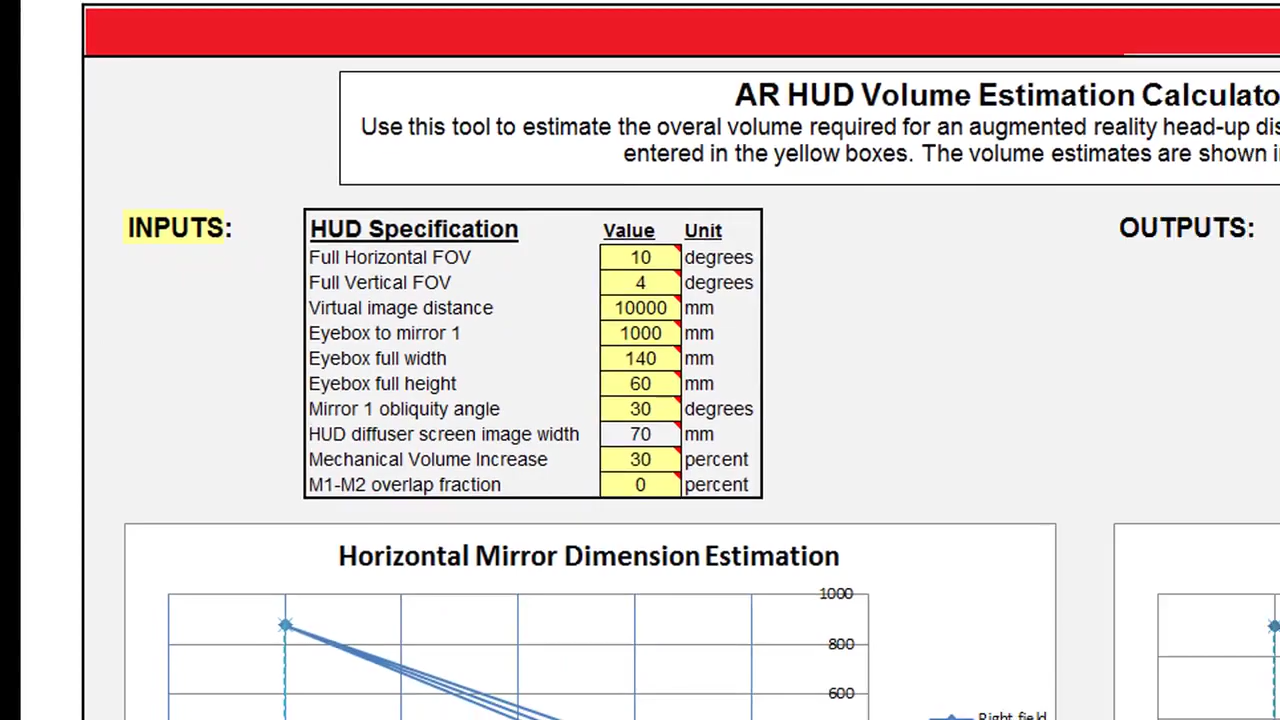 AR HUD Volume Estimation Calculato
Use this tool to estimate the overal volume required for an augmented reality head-up dis
entered in the yellow boxes. The volume estimates are shown i
INPUTS:
HUD Specification Value Unit
Full Horizontal FOV 10 degrees
Full Vertical FOV 4 degrees
Virtual image distance 10000 mm
Eyebox to mirror 1 1000 mm
Eyebox full width 140 mm
Eyebox full height 60 mm
Mirror 1 obliquity angle 30 degrees
HUD diffuser screen image width 70 mm
Mechanical Volume Increase 30 percent
M1-M2 overlap fraction 0 percent
OUTPUTS:
Horizontal Mirror Dimension Estimation
1000
800
600
Right field